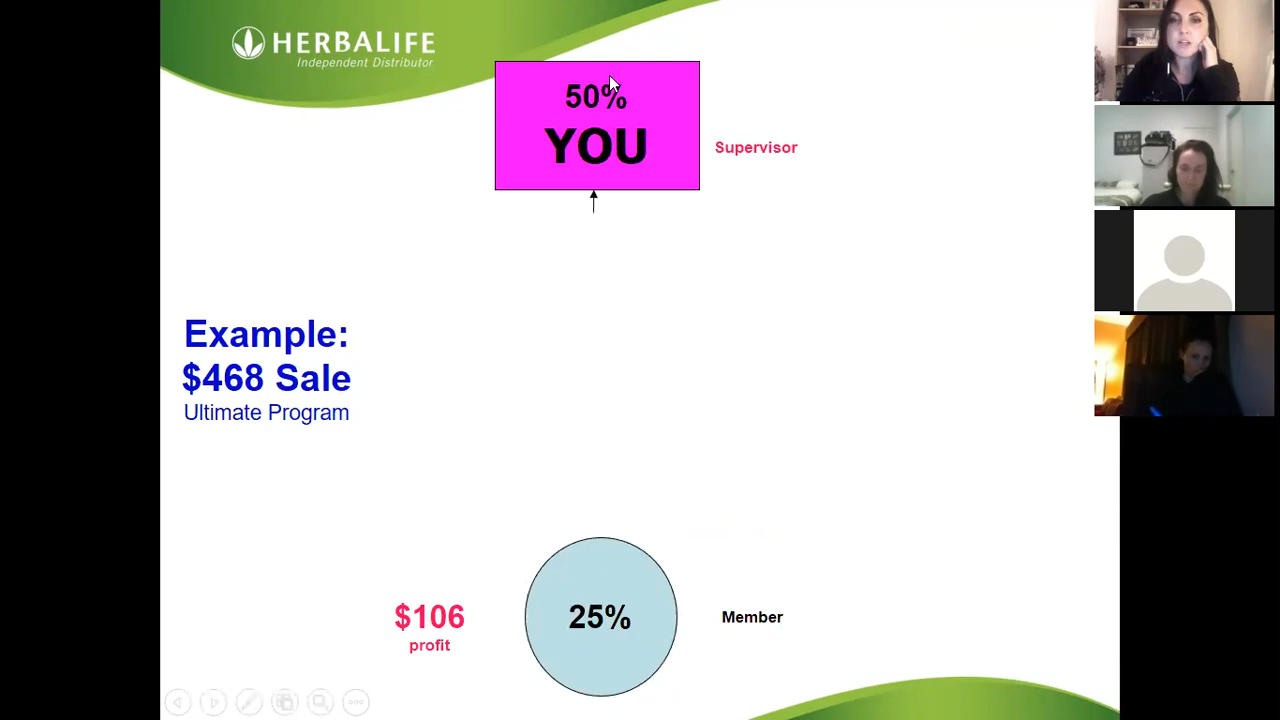 HERBALIFE
Independent Distributor
50%
YOU
Supervisor
Example:
$468 Sale
Ultimate Program
$106
profit
25%
Member